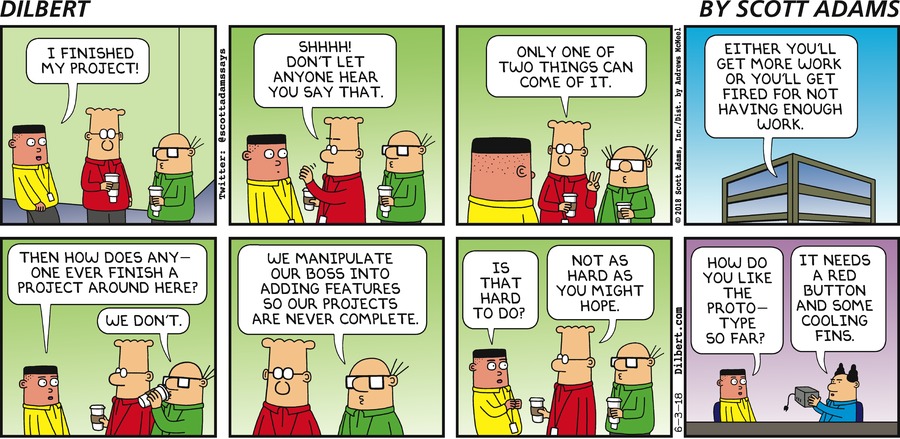 DILBERT
BY SCOTT ADAMS
I FINISHED
MY PROJECT!
Twitter: @scottadamssays
SHHHH!
DON'T LET
ANYONE HEAR
YOU SAY THAT.
ONLY ONE OF
TWO THINGS CAN
COME OF IT.
© 2018 Scott Adams, Inc./Dist. by Andrews McMeel
EITHER YOU'LL
GET MORE WORK
OR YOU'LL GET
FIRED FOR NOT
HAVING ENOUGH
WORK.
THEN HOW DOES ANY-
ONE EVER FINISH A
PROJECT AROUND HERE?
WE DON'T.
WE MANIPULATE
OUR BOSS INTO
ADDING FEATURES
SO OUR PROJECTS
ARE NEVER COMPLETE.
IS
THAT
HARD
TO DO?
NOT AS
HARD AS
YOU MIGHT
HOPE.
6-3-18 Dilbert.com
HOW DO
YOU LIKE
THE
PROTO-
TYPE
SO FAR?
IT NEEDS
A RED
BUTTON
AND SOME
COOLING
FINS.